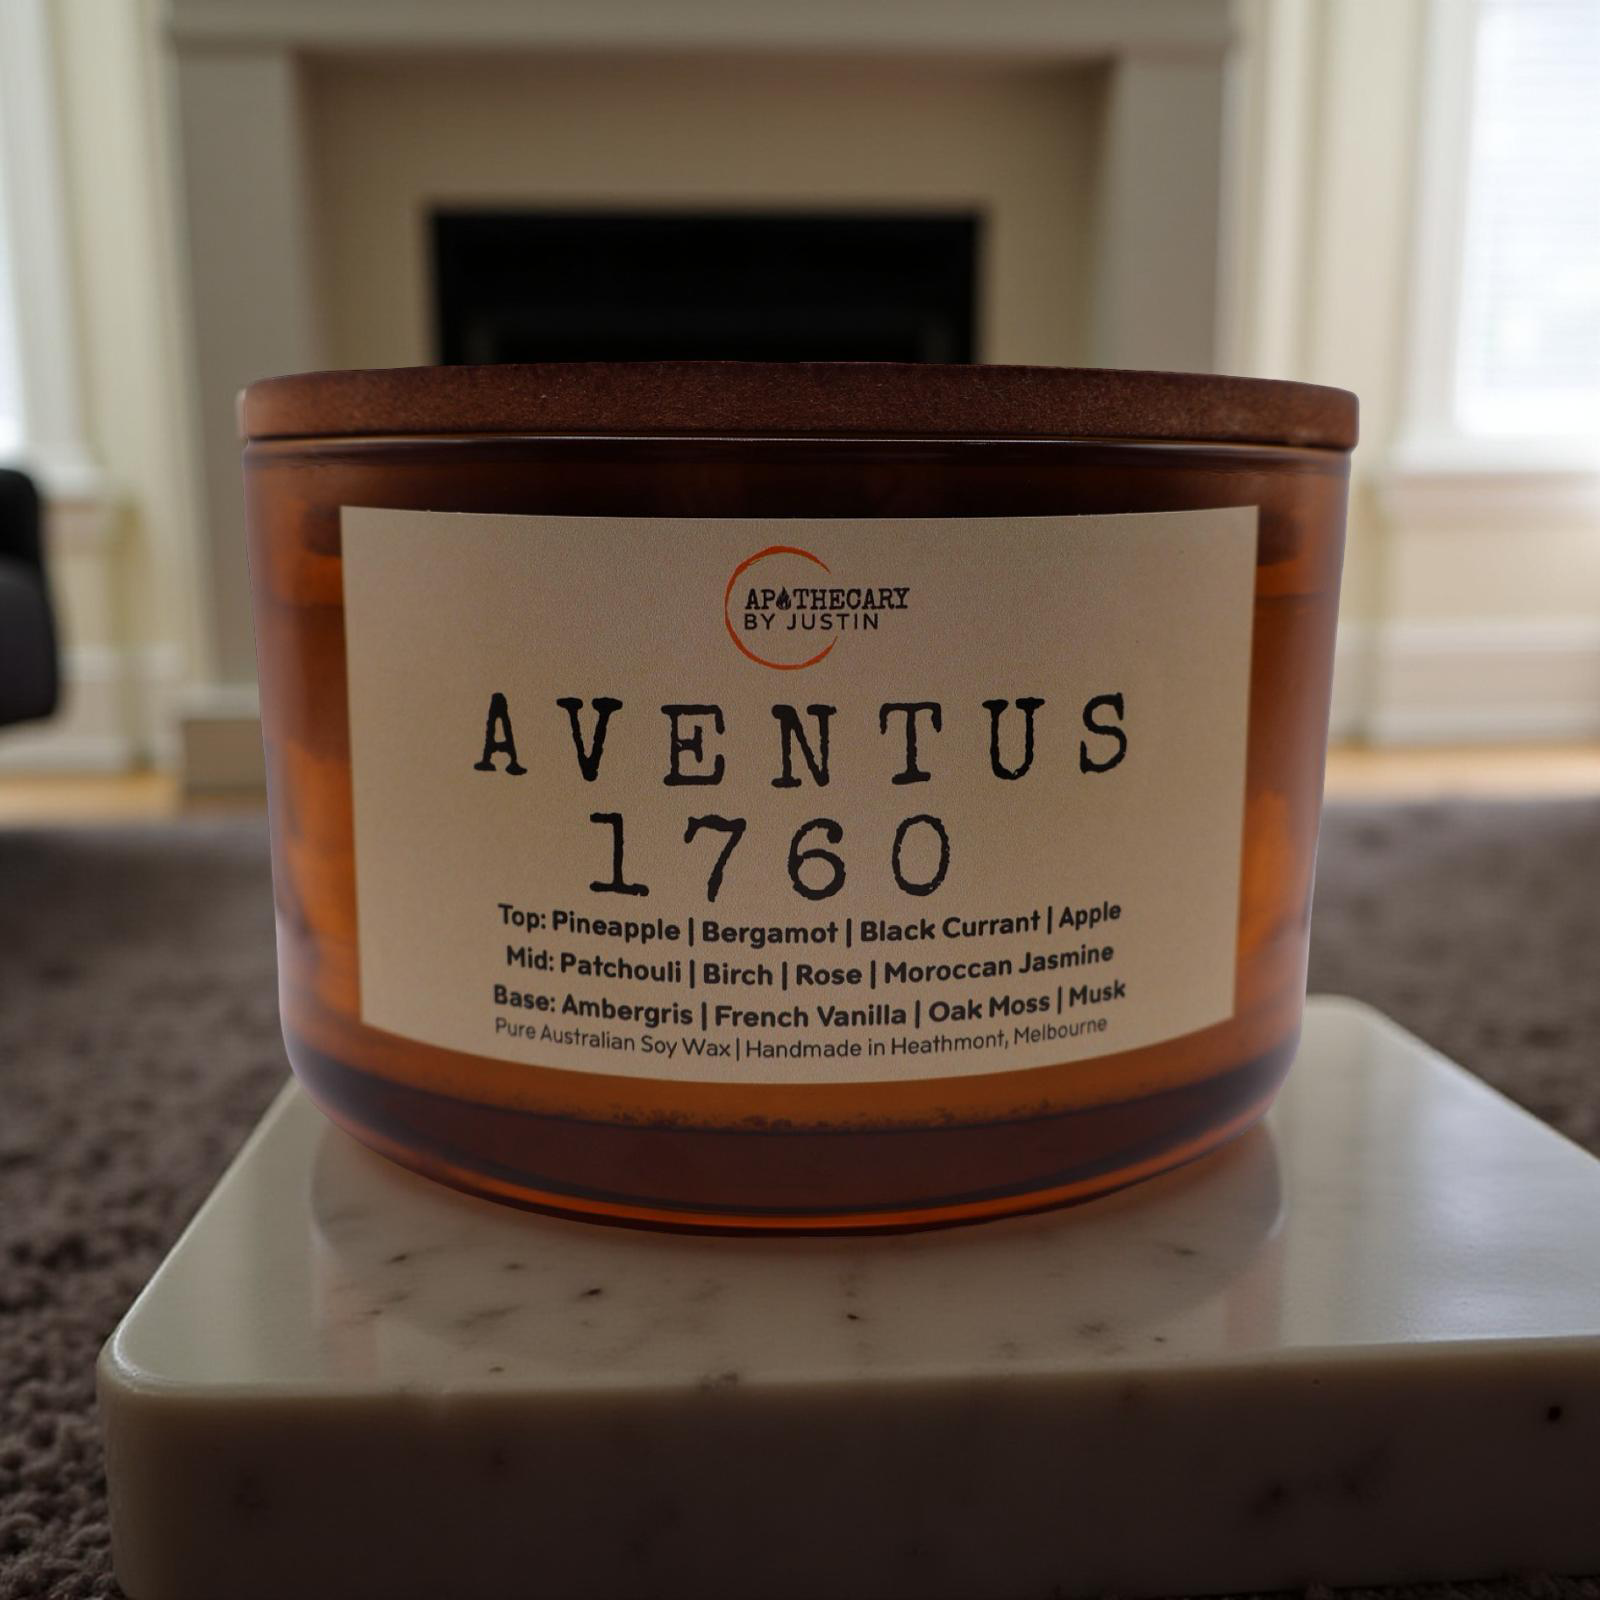 APOTHECARY
BY JUSTIN
AVENTUS
1760
Top: Pineapple | Bergamot | Black Currant | Apple
Mid: Patchouli | Birch | Rose | Moroccan Jasmine
Base: Ambergris | French Vanilla | Oak Moss | Musk
Pure Australian Soy Wax | Handmade in Heathmont, Melbourne